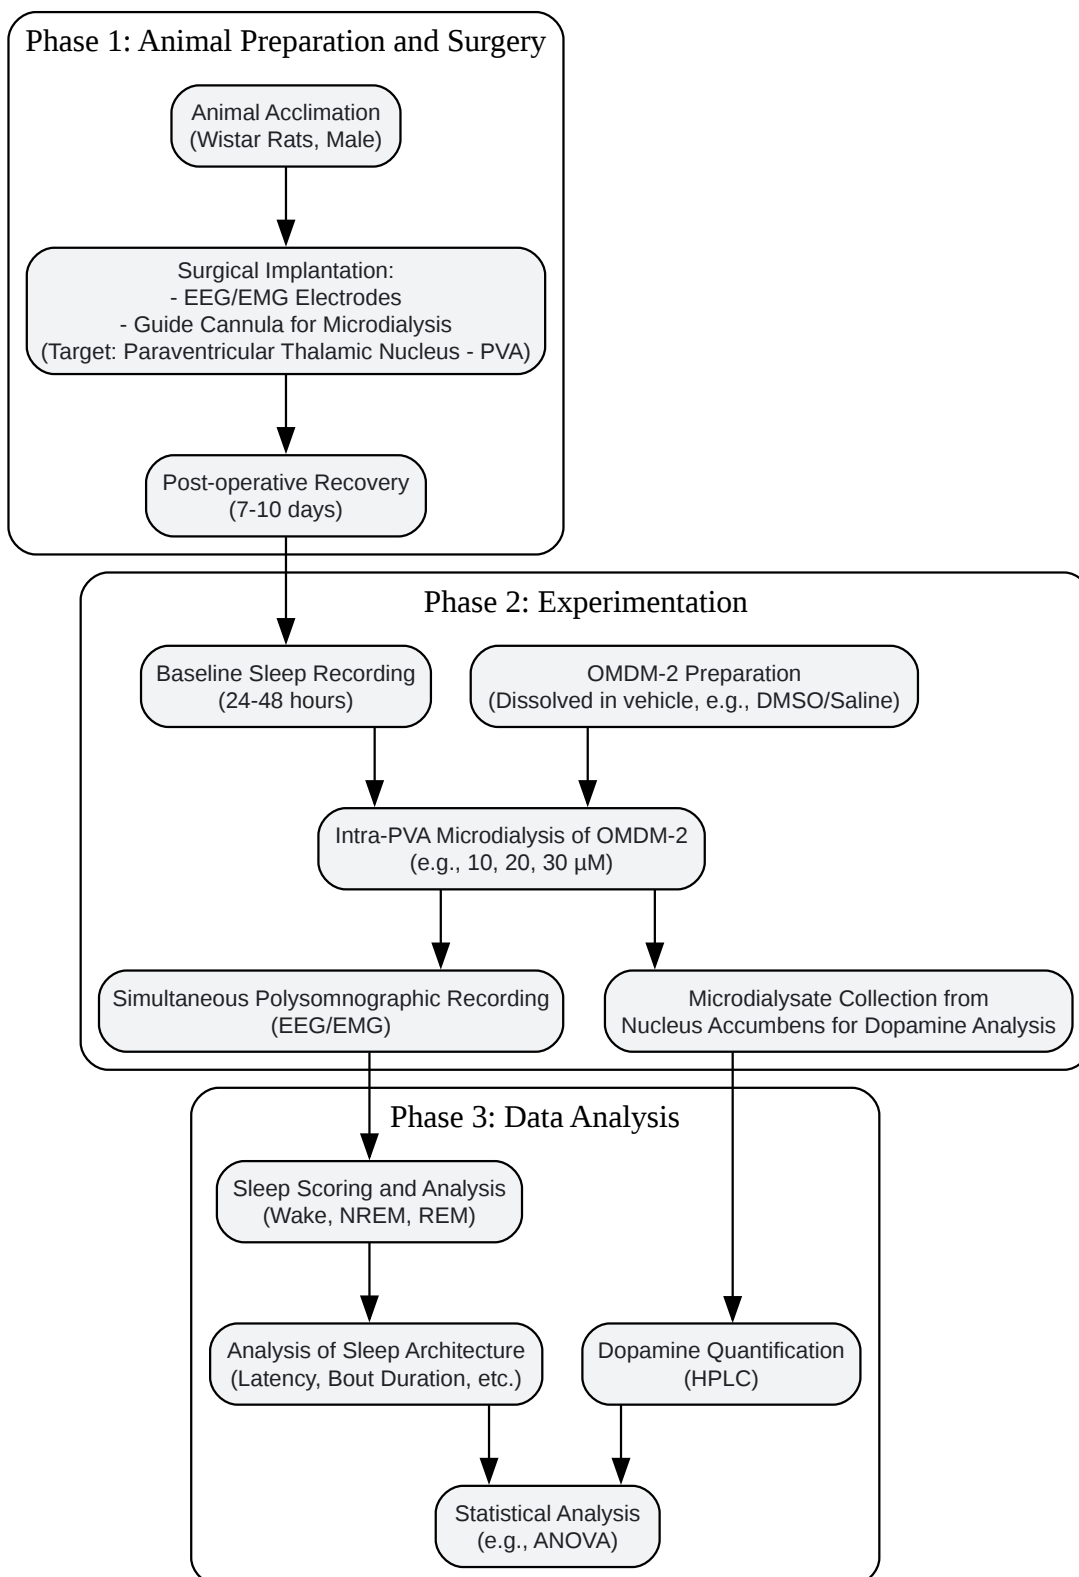 Phase 1: Animal Preparation and Surgery
Animal Acclimation
(Wistar Rats, Male)
Surgical Implantation:
- EEG/EMG Electrodes
- Guide Cannula for Microdialysis
(Target: Paraventricular Thalamic Nucleus - PVA)
Post-operative Recovery
(7-10 days)
Phase 2: Experimentation
Baseline Sleep Recording
(24-48 hours)
OMDM-2 Preparation
(Dissolved in vehicle, e.g., DMSO/Saline)
Intra-PVA Microdialysis of OMDM-2
(e.g., 10, 20, 30 µM)
Simultaneous Polysomnographic Recording
(EEG/EMG)
Microdialysate Collection from
Nucleus Accumbens for Dopamine Analysis
Phase 3: Data Analysis
Sleep Scoring and Analysis
(Wake, NREM, REM)
Analysis of Sleep Architecture
(Latency, Bout Duration, etc.)
Dopamine Quantification
(HPLC)
Statistical Analysis
(e.g., ANOVA)